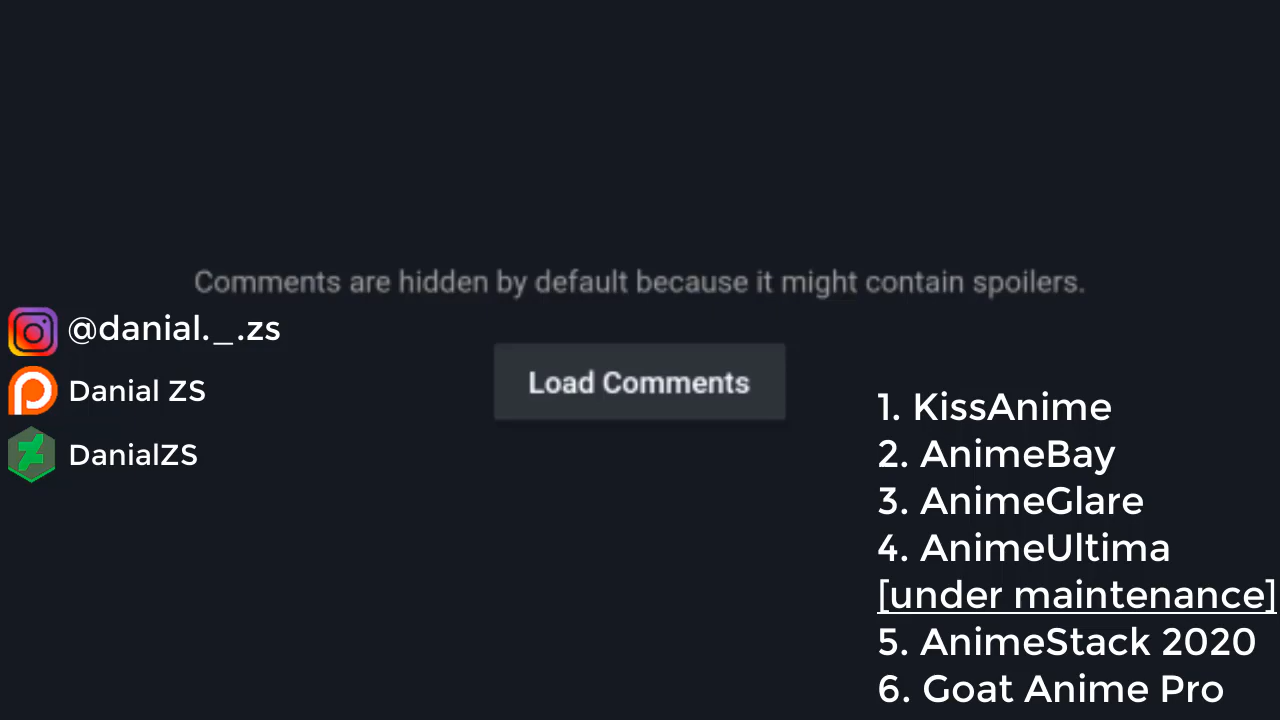 Comments are hidden by default because it might contain spoilers.
@danial._.zs
Danial ZS
DanialZS
Load Comments
1. KissAnime
2. AnimeBay
3. AnimeGlare
4. AnimeUltima
[under maintenance]
5. AnimeStack 2020
6. Goat Anime Pro